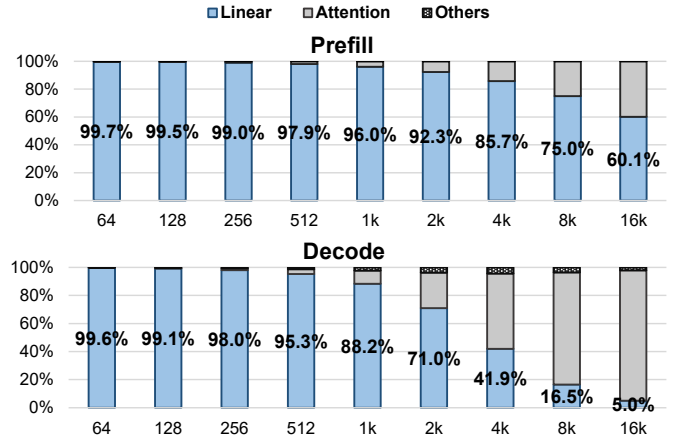 Linear Attention Others
Prefill
100%
80%
60%
40%
20%
0%
99.7% 99.5% 99.0% 97.9% 96.0% 92.3% 85.7% 75.0% 60.1%
64 128 256 512 1k 2k 4k 8k 16k
Decode
100%
80%
60%
40%
20%
0%
99.6% 99.1% 98.0% 95.3% 88.2% 71.0% 41.9% 16.5% 5.0%
64 128 256 512 1k 2k 4k 8k 16k